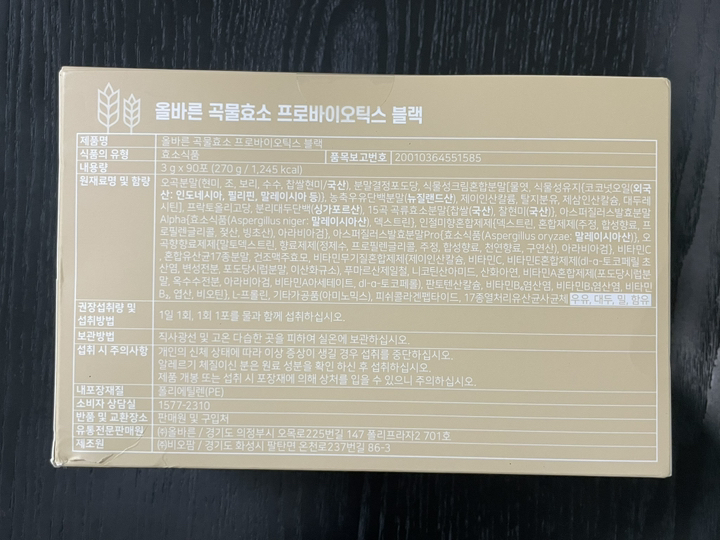 올바른 곡물효소 프로바이오틱스 블랙
제품명 올바른 곡물효소 프로바이오틱스 블랙
식품의 유형 효소식품 품목보고번호 20010364551585
내용량 3 g x 90포 (270 g / 1,245 kcal)
원재료명 및 함량 오곡분말(현미, 조, 보리, 수수, 찹쌀현미/국산), 분말결정포도당, 식물성크림혼합분말[물엿, 식물성유지{코코넛오일(외국
산: 인도네시아, 필리핀, 말레이시아 등)}, 농축우유단백분말(뉴질랜드산), 제이인산칼륨, 탈지분유, 제삼인산칼슘, 대두레
시틴], 프락토올리고당, 분리대두단백(싱가포르산), 15곡 곡류효소분말{찹쌀(국산), 찰현미(국산)}, 아스퍼질러스발효분말
Alpha[효소식품{Aspergillus niger: 말레이시아산}, 덱스트린], 인절미향혼합제제{덱스트린, 혼합제제(주정, 합성향료, 프
로필렌글리콜, 젖산, 빙초산), 아라비아검}, 아스퍼질러스발효분말Pro{효소식품(Aspergillus oryzae: 말레이시아산)}, 오
곡향향료제제{말토덱스트린, 향료제제(정제수, 프로필렌글리콜, 주정, 합성향료, 천연향료, 구연산), 아라비아검}, 비타민C
, 혼합유산균17종분말, 건조맥주효모, 비타민무기질혼합제제[제이인산칼슘, 비타민E혼합제제(dl-α-토코페릴 초
산염, 변성전분, 포도당시럽분말, 이산화규소), 푸마르산제일철, 니코틴산아미드, 산화아연, 비타민A혼합제제(포도당시럽분
말, 옥수수전분, 아라비아검, 비타민A아세테이트, dl-α-토코페롤), 판토텐산칼슘, 비타민B₆염산염, 비타민B₁염산염, 비타민
B₂, 엽산, 비오틴], L-프롤린, 기타가공품(아미노믹스), 피쉬콜라겐펩타이드, 17종열처리유산균사균체 우유, 대두, 밀, 함유
권장섭취량 및
섭취방법 1일 1회, 1회 1포를 물과 함께 섭취하십시오.
보관방법 직사광선 및 고온 다습한 곳을 피하여 실온에 보관하십시오.
섭취 시 주의사항 개인의 신체 상태에 따라 이상 증상이 생길 경우 섭취를 중단하십시오.
알레르기 체질이신 분은 원료 성분을 확인 하신 후 섭취하십시오.
제품 개봉 또는 섭취 시 포장재에 의해 상처를 입을 수 있으니 주의하십시오.
내포장재질 폴리에틸렌(PE)
소비자 상담실 1577-2310
반품 및 교환장소 판매원 및 구입처
유통전문판매원 ㈜올바른 / 경기도 의정부시 오목로225번길 147 폴리프라자2 701호
제조원 ㈜비오팜 / 경기도 화성시 팔탄면 온천로237번길 86-3